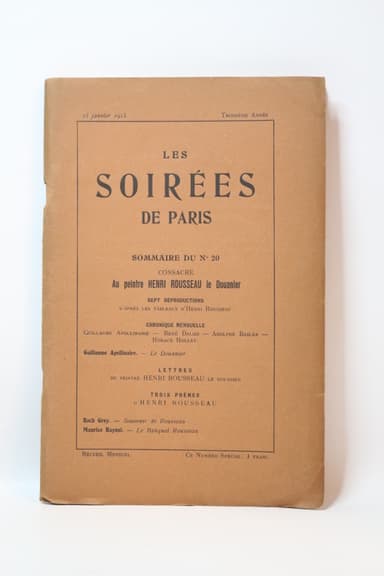 15 janvier 1914 Troisième Année
LES
SOIRÉES
DE PARIS
SOMMAIRE DU N° 20
CONSACRÉ
Au peintre HENRI ROUSSEAU le Douanier
SEPT REPRODUCTIONS
D'APRÈS LES TABLEAUX D'HENRI ROUSSEAU
CHRONIQUE MENSUELLE
Guillaume Apollinaire — René Dalize — Adolphe Basler —
Horace Holley
Guillaume Apollinaire. — Le Douanier
LETTRES
DU PEINTRE HENRI ROUSSEAU LE DOUANIER
TROIS POÈMES
D'HENRI ROUSSEAU
Roch Grey. — Souvenir de Rousseau
Maurice Raynal. — Le Banquet Rousseau
Recueil Mensuel Ce Numéro Spécial : 1 franc.